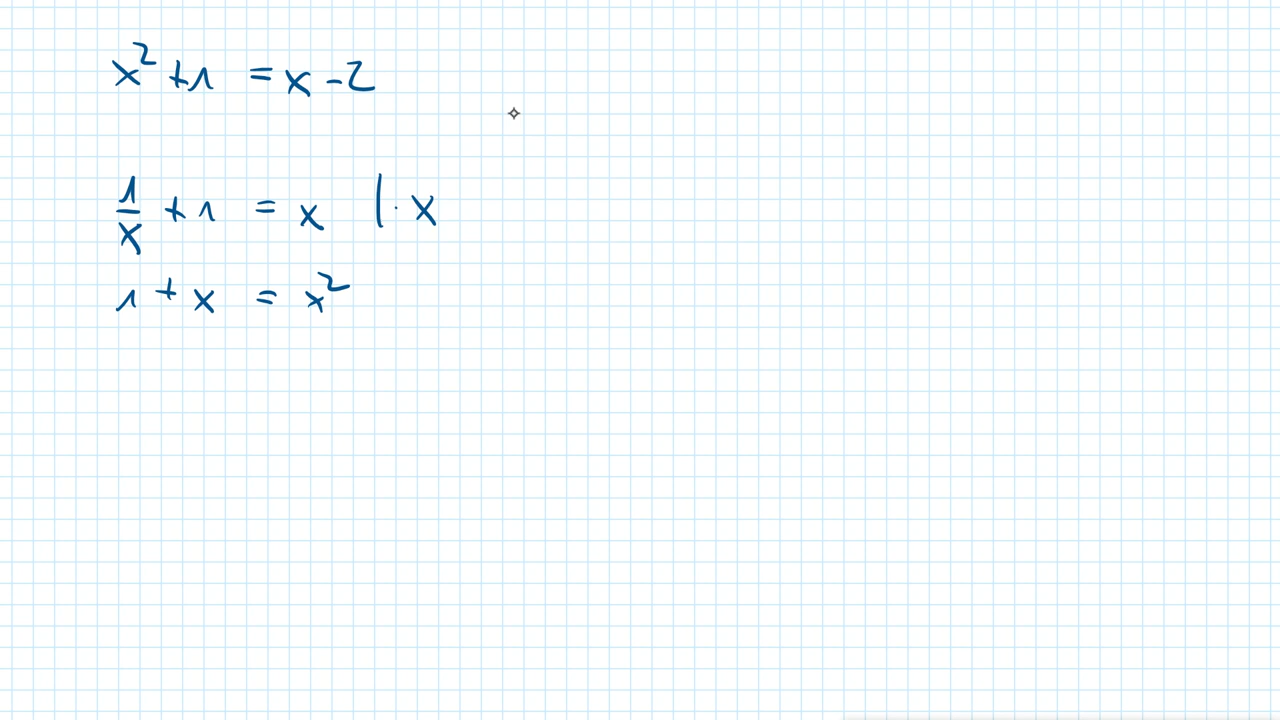 x² + 1 = x - 2
1/x + 1 = x | · x
1 + x = x²